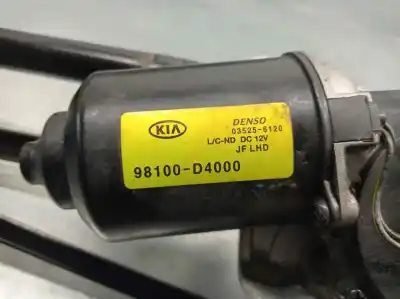 KIA
DENSO
03525-6120
L/C-ND DC 12V
JF LHD
98100-D4000